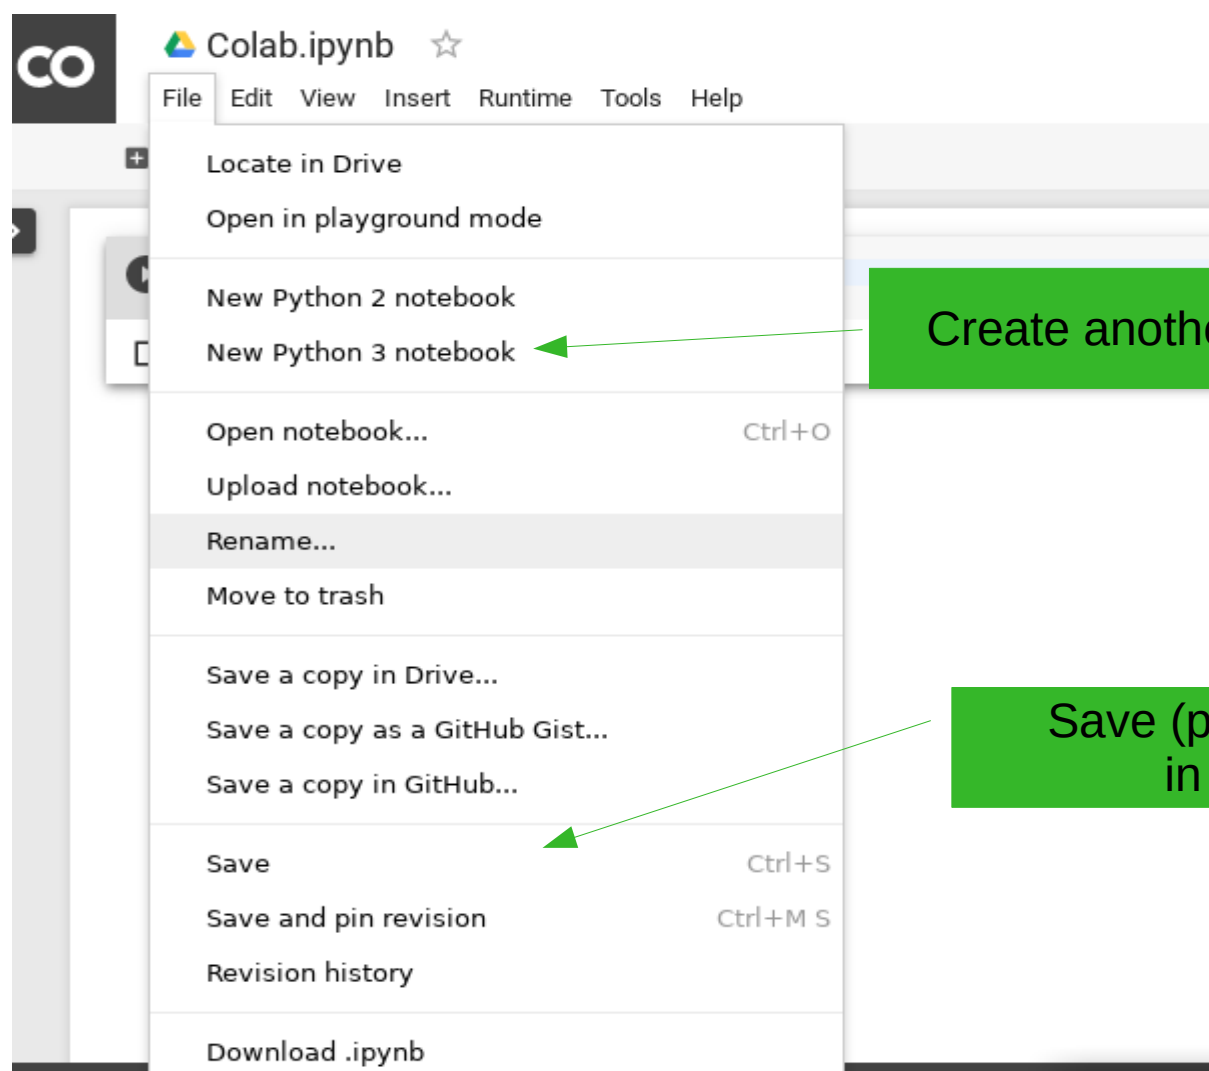 CO
Colab.ipynb
File Edit View Insert Runtime Tools Help
Locate in Drive
Open in playground mode
New Python 2 notebook
New Python 3 notebook
Create
Open notebook... Ctrl+O
Upload notebook...
Rename...
Move to trash
Save a copy in Drive...
Save a copy as a GitHub Gist...
Save a copy in GitHub...
Save
in
Save Ctrl+S
Save and pin revision Ctrl+M S
Revision history
Download .ipynb